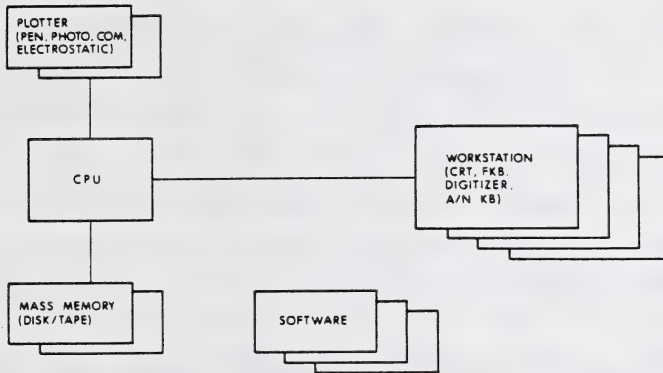 PLOTTER
(PEN, PHOTO, COM,
ELECTROSTATIC)
CPU
WORKSTATION
(CRT, FKB,
DIGITIZER,
A/N KB)
MASS MEMORY
(DISK/TAPE)
SOFTWARE